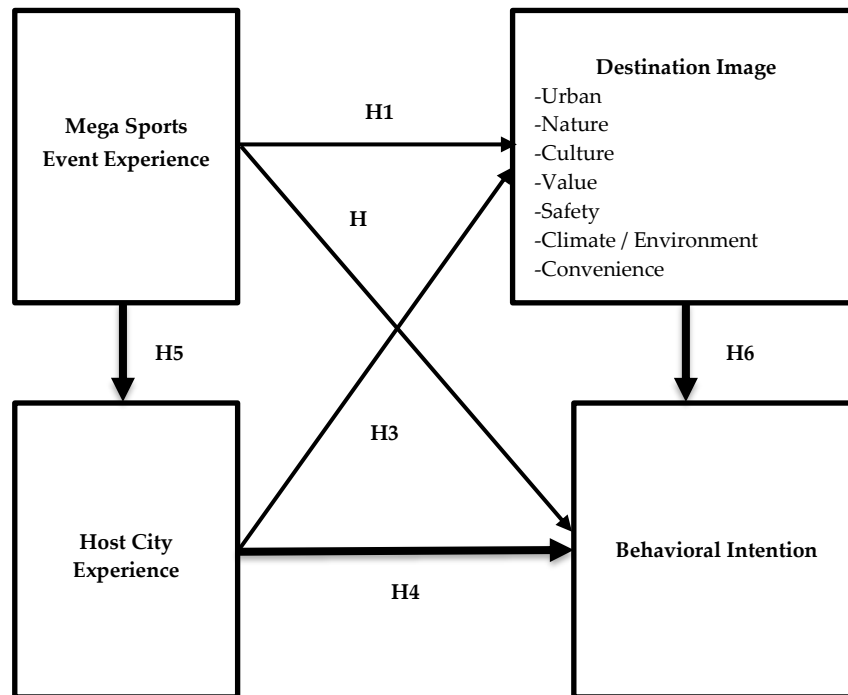 Mega Sports
Event Experience
H1
Destination Image
-Urban
-Nature
-Culture
-Value
-Safety
-Climate / Environment
-Convenience
H
H5
H6
H3
Host City
Experience
H4
Behavioral Intention